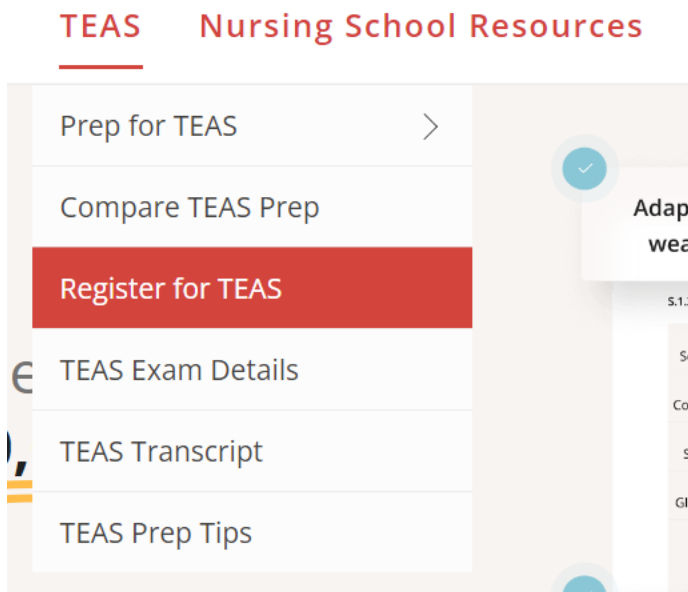 TEAS Nursing School Resources
Prep for TEAS
Compare TEAS Prep
Register for TEAS
TEAS Exam Details
TEAS Transcript
TEAS Prep Tips